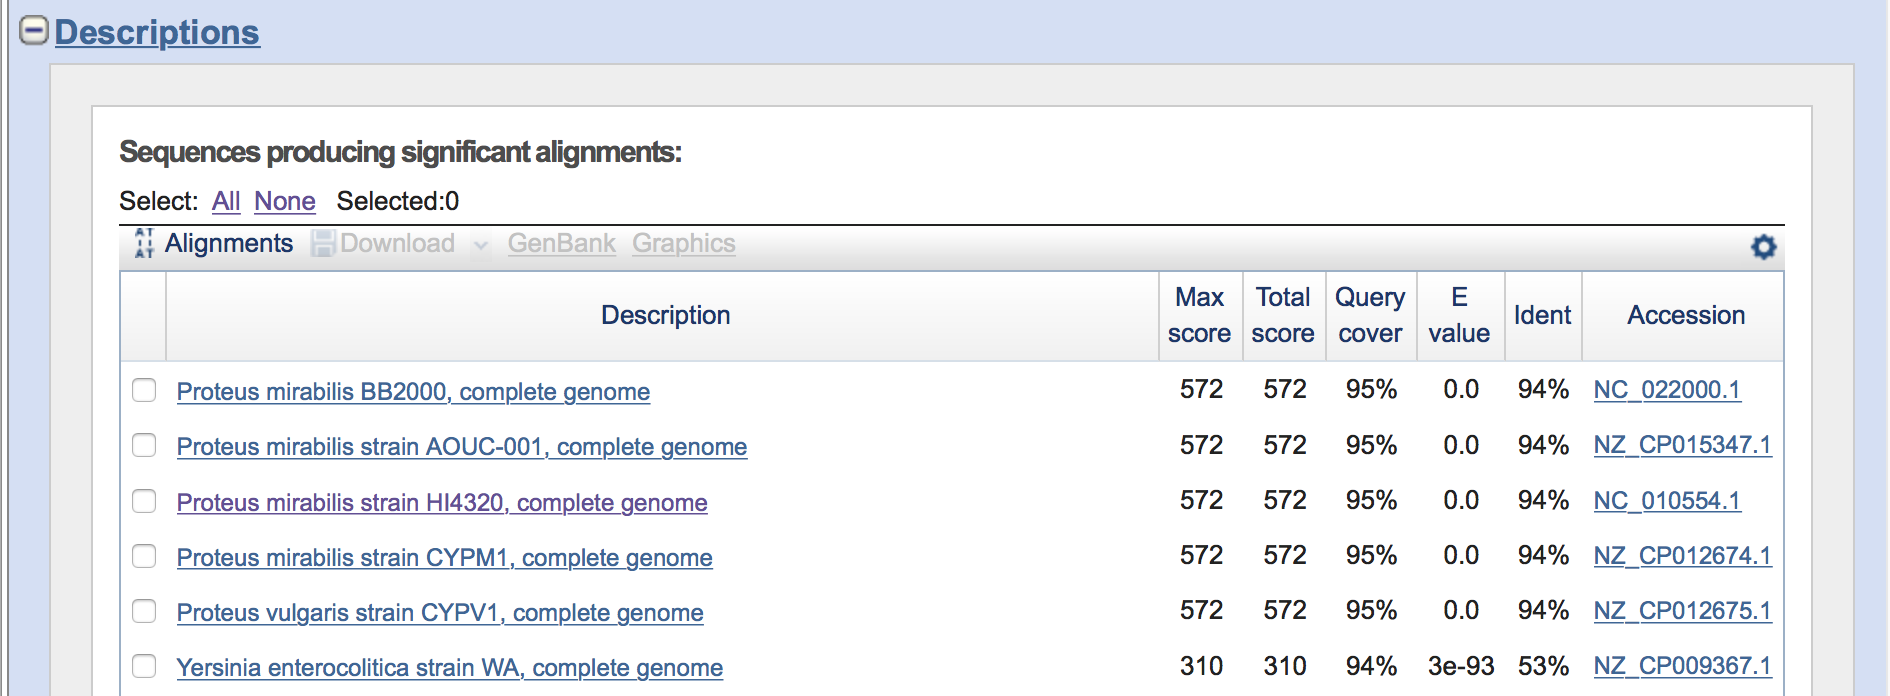 Descriptions
Sequences producing significant alignments:
Select: All None Selected:0
Alignments Download GenBank Graphics
Description Max score Total score Query cover E value Ident Accession
Proteus mirabilis BB2000, complete genome 572 572 95% 0.0 94% NC_022000.1
Proteus mirabilis strain AOUC-001, complete genome 572 572 95% 0.0 94% NZ_CP015347.1
Proteus mirabilis strain HI4320, complete genome 572 572 95% 0.0 94% NC_010554.1
Proteus mirabilis strain CYPM1, complete genome 572 572 95% 0.0 94% NZ_CP012674.1
Proteus vulgaris strain CYPV1, complete genome 572 572 95% 0.0 94% NZ_CP012675.1
Yersinia enterocolitica strain WA, complete genome 310 310 94% 3e-93 53% NZ_CP009367.1